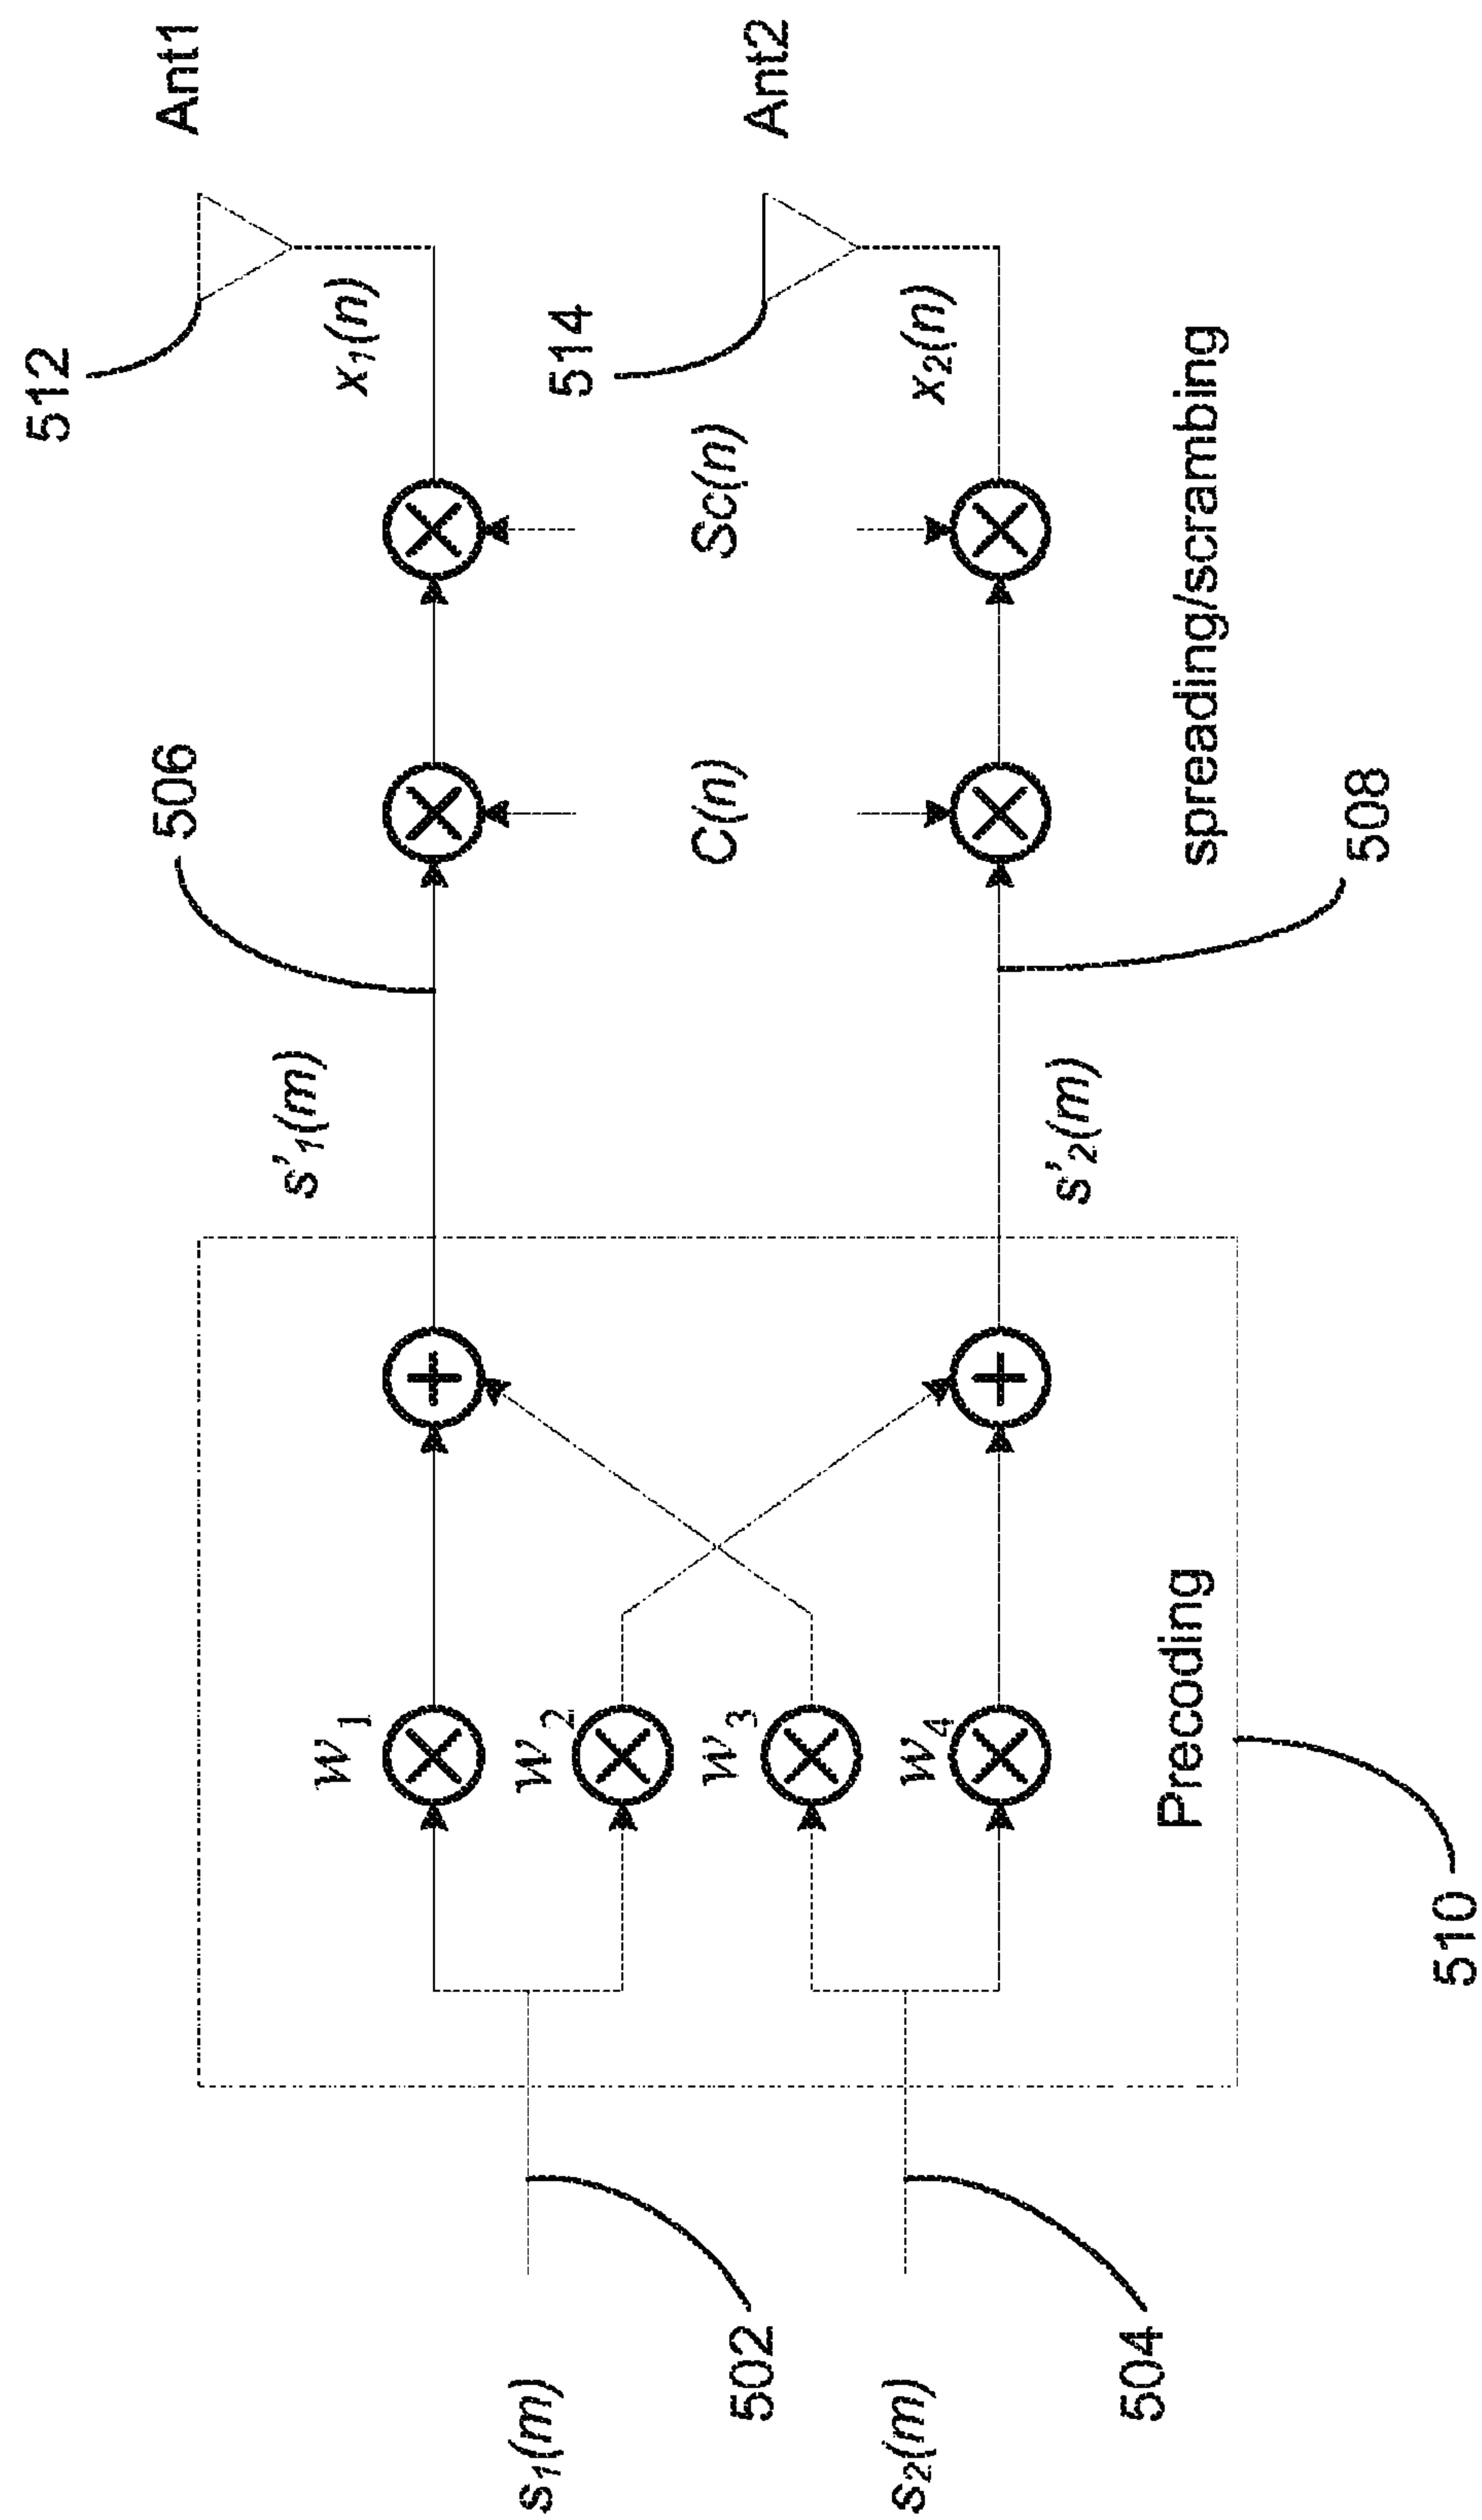 512
Ant1
506
s'1(m)
x1(n)
w1
s1(m)
502
w2
C(n)
Sc(n)
514
Ant2
w3
s2(m)
504
w4
s'2(m)
x2(n)
Precoding
spreading/scrambing
510
508